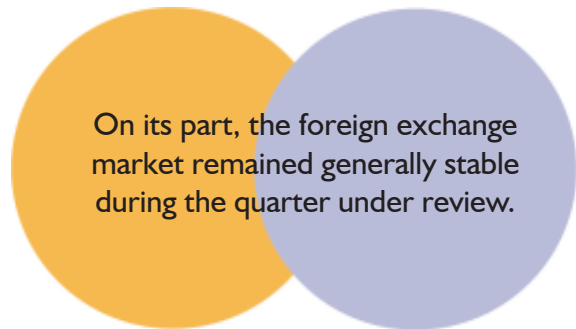 On its part, the foreign exchange
market remained generally stable
during the quarter under review.